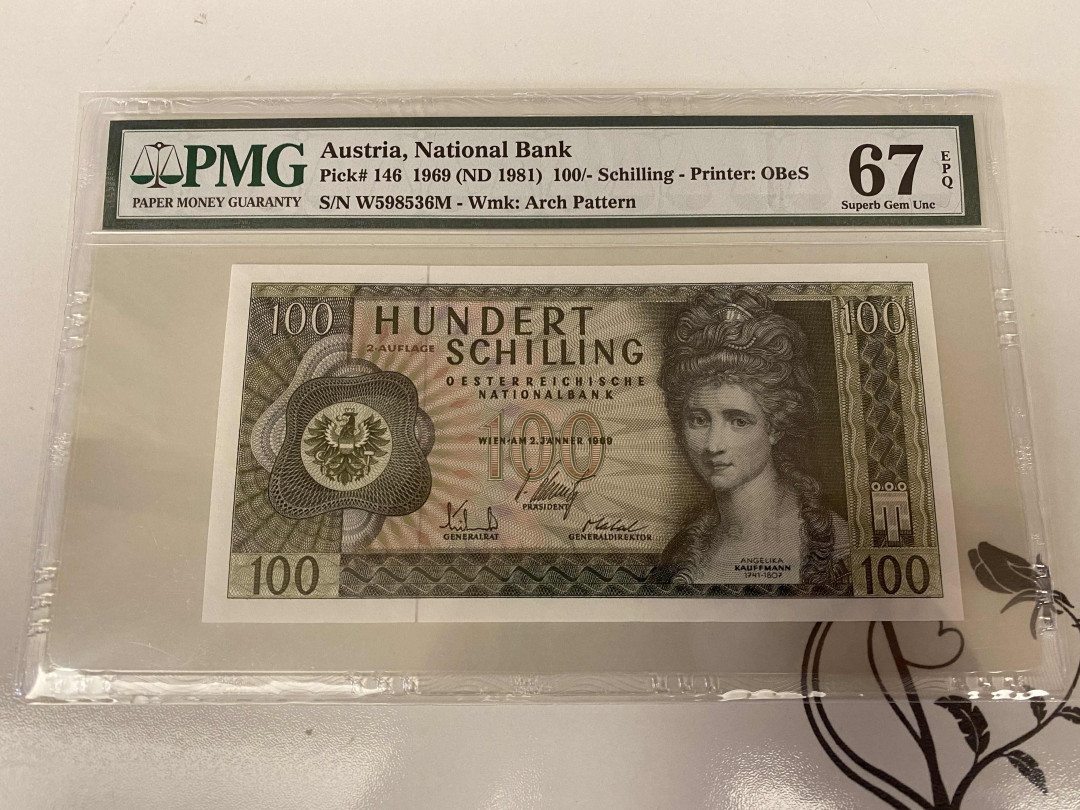 PMG
PAPER MONEY GUARANTY
Austria, National Bank
Pick# 146 1969 (ND 1981) 100/- Schilling - Printer: OBeS
S/N W598536M - Wmk: Arch Pattern
67
EPQ
Superb Gem Unc
100
HUNDERT
2·AUFLAGE SCHILLING
OESTERREICHISCHE
NATIONALBANK
100
100
WIEN·AM 2. JÄNNER 1969
PRÄSIDENT
GENERALRAT
GENERALDIREKTOR
ANGELIKA
KAUFFMANN
1741-1807
100
100